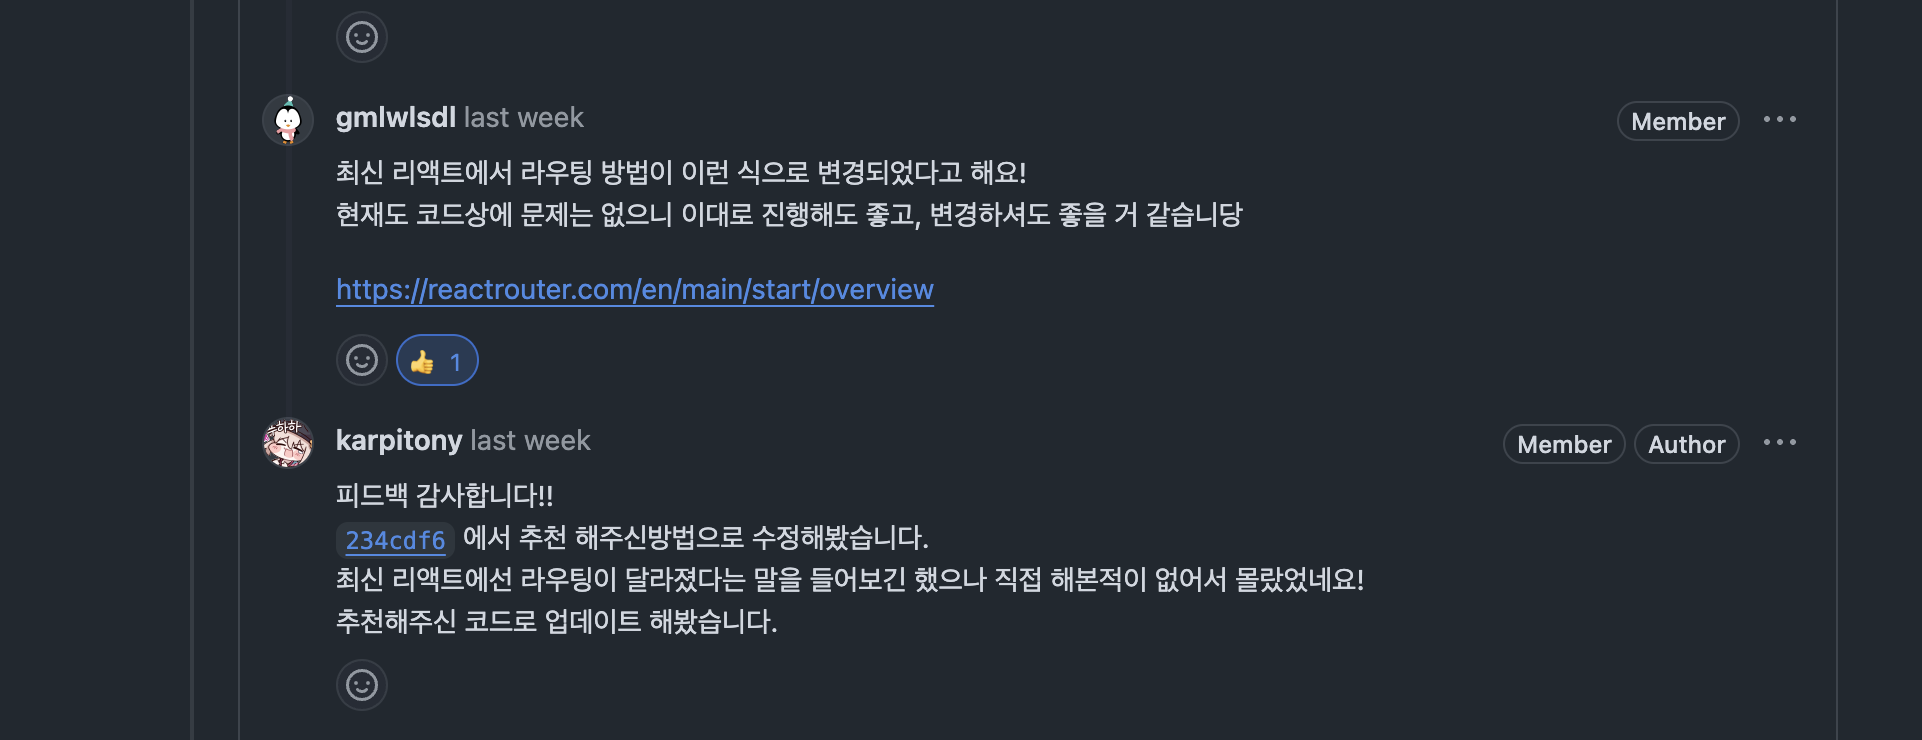 gmlwlsdl last week
Member
최신 리액트에서 라우팅 방법이 이런 식으로 변경되었다고 해요!
현재도 코드상에 문제는 없으니 이대로 진행해도 좋고, 변경하셔도 좋을 거 같습니당
https://reactrouter.com/en/main/start/overview
👍 1
karpitony last week
Member Author
피드백 감사합니다!!
234cdf6 에서 추천 해주신방법으로 수정해봤습니다.
최신 리액트에선 라우팅이 달라졌다는 말을 들어보긴 했으나 직접 해본적이 없어서 몰랐었네요!
추천해주신 코드로 업데이트 해봤습니다.